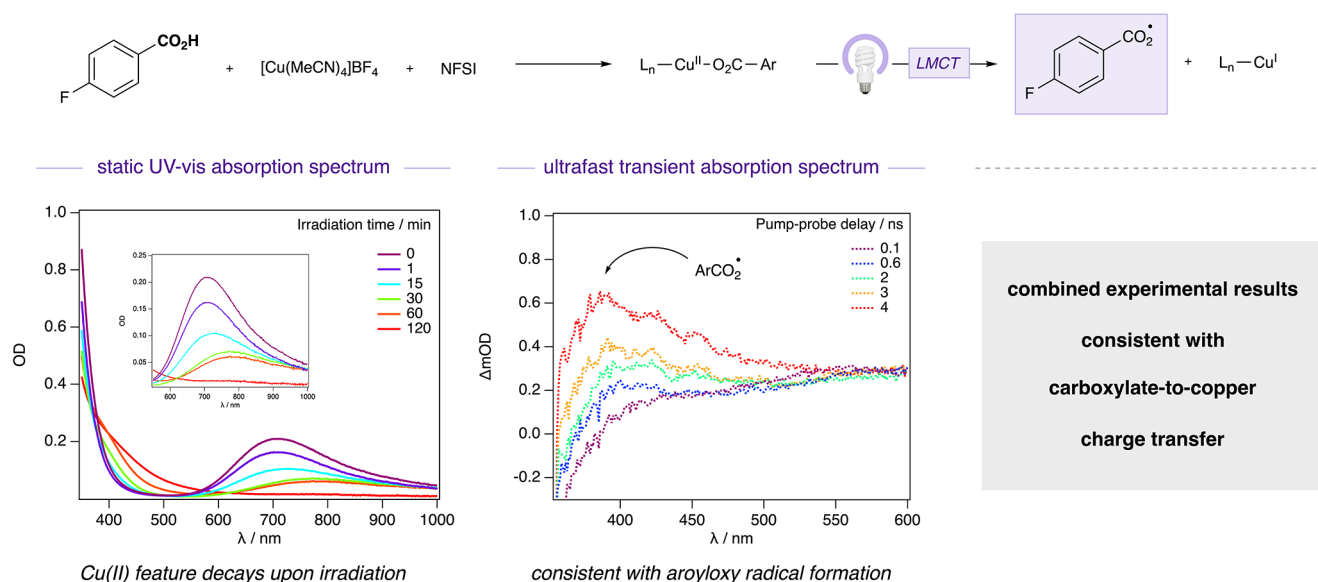 CO2H
F
+
[Cu(MeCN)4]BF4
+
NFSI
Ln—CuII—O2C—Ar
LMCT
CO2•
F
+
Ln—CuI
static UV-vis absorption spectrum
ultrafast transient absorption spectrum
1.0
0.8
0.6
0.4
0.2
OD
400
500
600
700
800
900
1000
λ / nm
Irradiation time / min
0
1
15
30
60
120
0.25
0.20
0.15
0.10
0.05
OD
600
700
800
900
1000
λ / nm
Cu(II) feature decays upon irradiation
1.0
0.8
0.6
0.4
0.2
0.0
-0.2
ΔmOD
400
450
500
550
600
λ / nm
Pump-probe delay / ns
0.1
0.6
2
3
4
ArCO2•
consistent with aroyloxy radical formation
combined experimental results
consistent with
carboxylate-to-copper
charge transfer